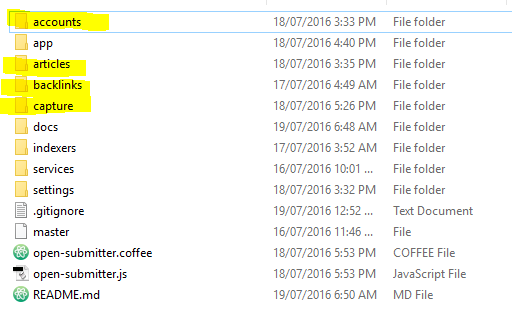 accounts 18/07/2016 3:33 PM File folder
app 18/07/2016 4:40 PM File folder
articles 18/07/2016 3:35 PM File folder
backlinks 17/07/2016 4:49 AM File folder
capture 18/07/2016 5:26 PM File folder
docs 19/07/2016 6:48 AM File folder
indexers 17/07/2016 3:52 AM File folder
services 16/07/2016 10:01 ... File folder
settings 18/07/2016 3:32 PM File folder
.gitignore 19/07/2016 12:52 ... Text Document
master 16/07/2016 11:46 ... File
open-submitter.coffee 18/07/2016 5:53 PM COFFEE File
open-submitter.js 18/07/2016 5:53 PM JavaScript File
README.md 19/07/2016 6:50 AM MD File